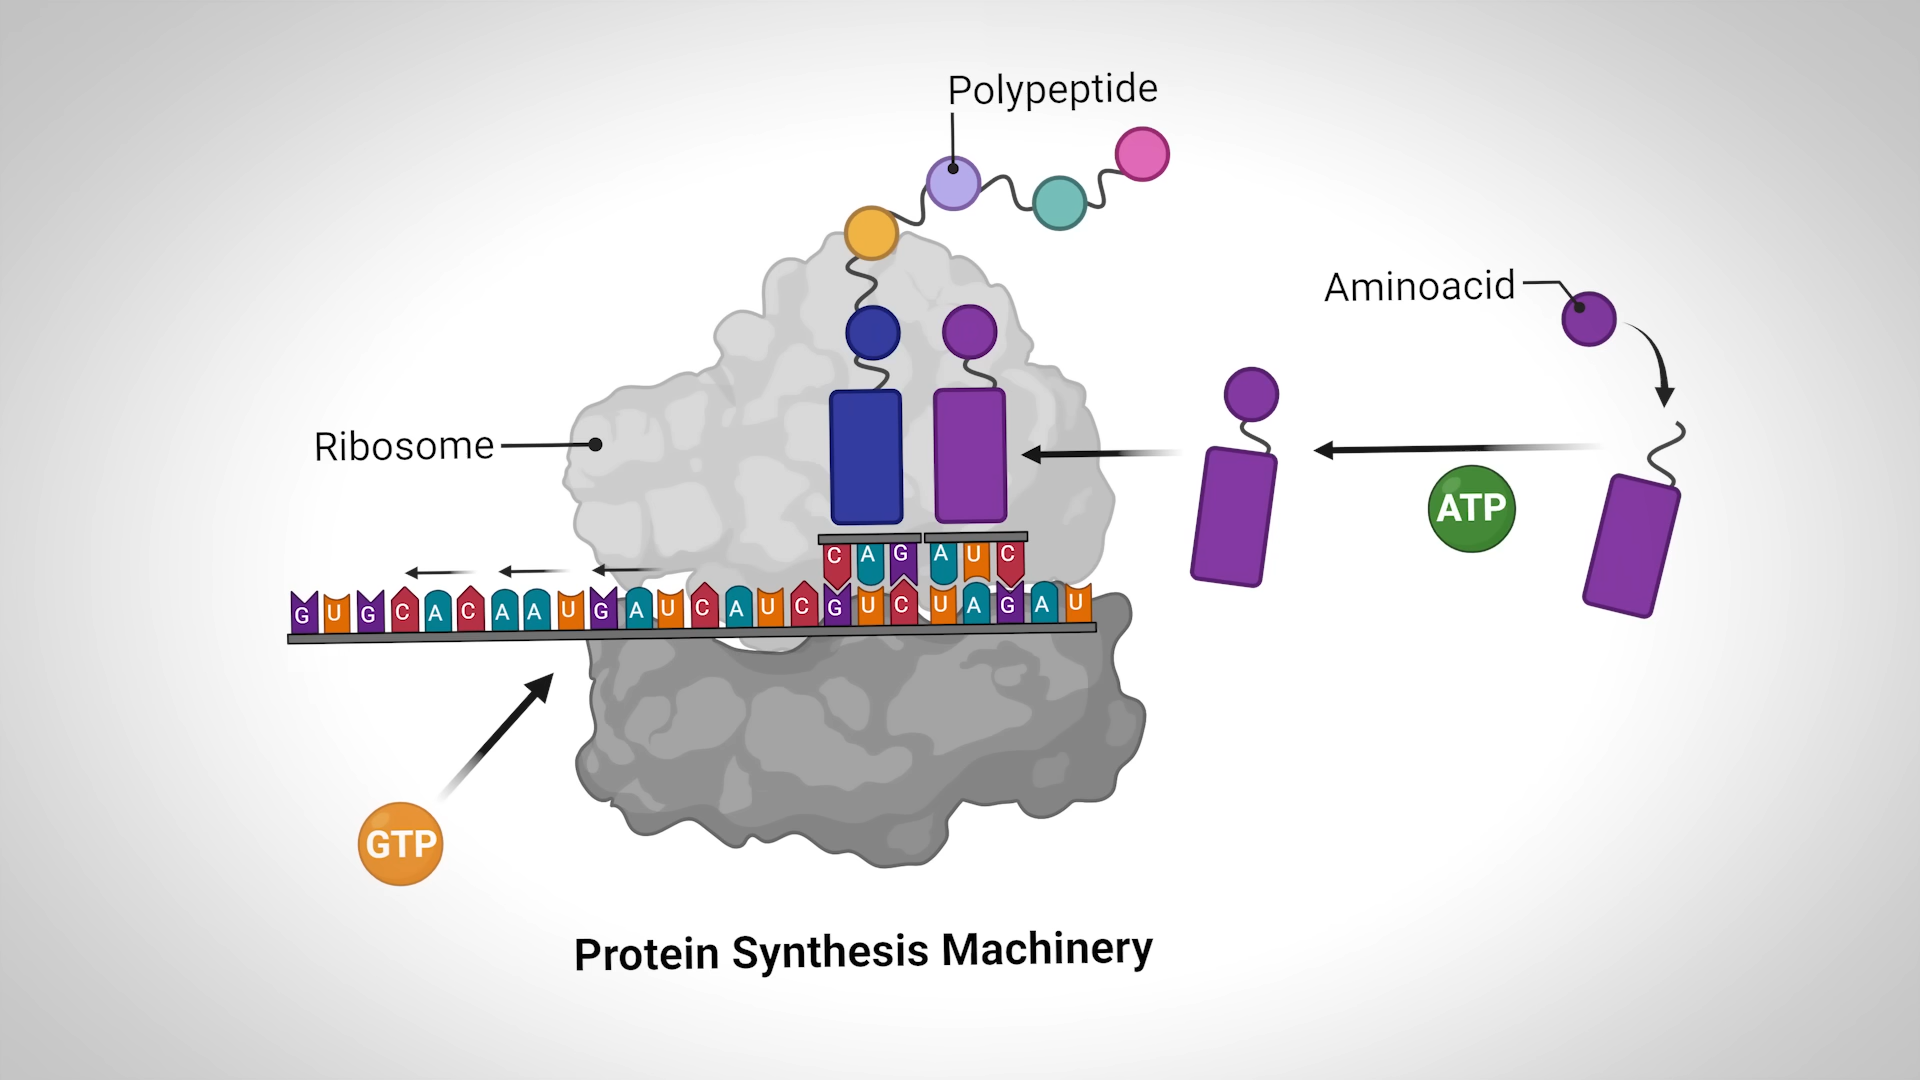 Polypeptide
Aminoacid
Ribosome
ATP
C A G A U C
G U G C A C A A U G A U C A U C G U C U A G A U
GTP
Protein Synthesis Machinery